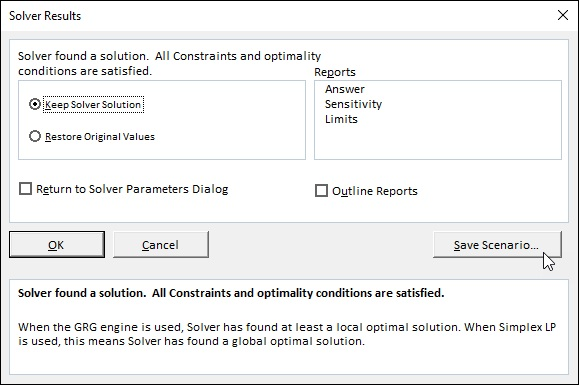 Solver Results
Solver found a solution.  All Constraints and optimality
conditions are satisfied.
Reports
Answer
Sensitivity
Limits
Keep Solver Solution
Restore Original Values
Return to Solver Parameters Dialog
Outline Reports
OK
Cancel
Save Scenario...
Solver found a solution.  All Constraints and optimality conditions are satisfied.
When the GRG engine is used, Solver has found at least a local optimal solution. When Simplex LP
is used, this means Solver has found a global optimal solution.